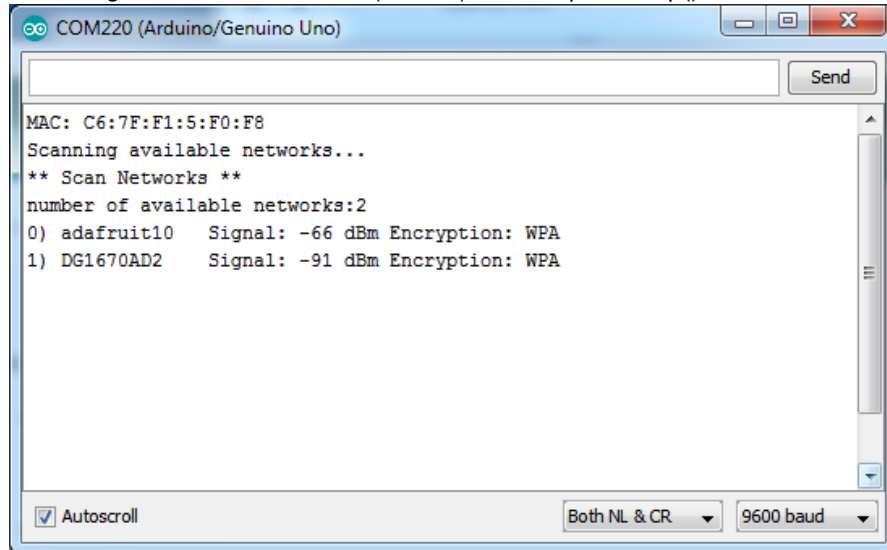 COM220 (Arduino/Genuino Uno)
Send
MAC: C6:7F:F1:5:F0:F8
Scanning available networks...
** Scan Networks **
number of available networks:2
0) adafruit10 Signal: -66 dBm Encryption: WPA
1) DG1670AD2 Signal: -91 dBm Encryption: WPA
Autoscroll Both NL & CR 9600 baud